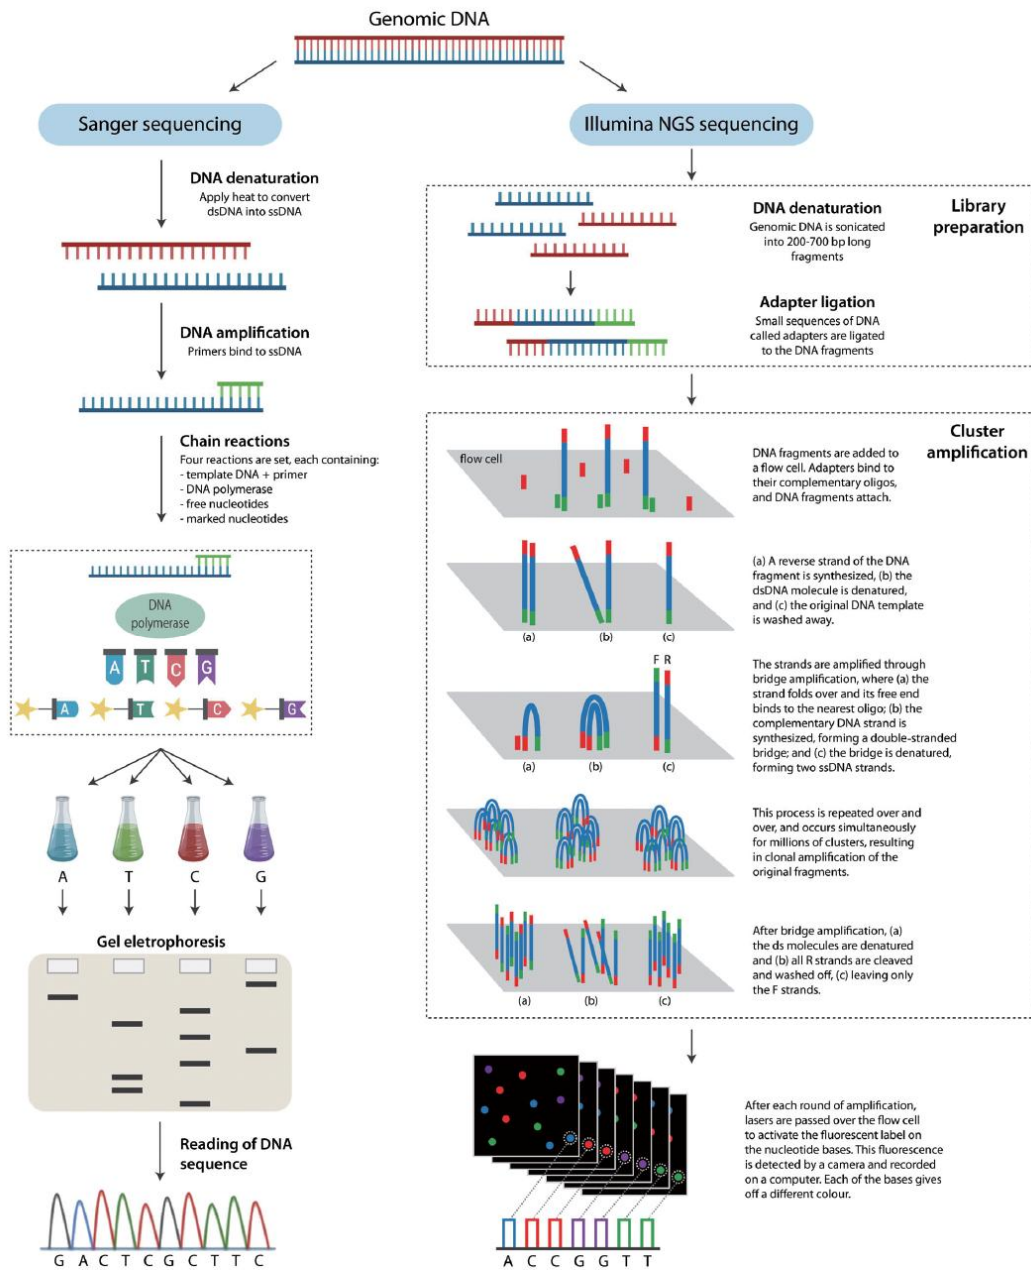 Genomic DNA
Sanger sequencing
DNA denaturation
Apply heat to convert
dsDNA into ssDNA
DNA amplification
Primers bind to ssDNA
Chain reactions
Four reactions are set, each containing:
- template DNA + primer
- DNA polymerase
- free nucleotides
- marked nucleotides
DNA
polymerase
A T C G
A T C G
A T C G
Gel eletrophoresis
Reading of DNA
sequence
G A C T C G C T T C
Illumina NGS sequencing
Library
preparation
DNA denaturation
Genomic DNA is sonicated
into 200-700 bp long
fragments
Adapter ligation
Small sequences of DNA
called adapters are ligated
to the DNA fragments
Cluster
amplification
flow cell
DNA fragments are added to
a flow cell. Adapters bind to
their complementary oligos,
and DNA fragments attach.
(a) (b) (c)
(a) A reverse strand of the DNA
fragment is synthesized, (b) the
dsDNA molecule is denatured,
and (c) the original DNA template
is washed away.
F R
(a) (b) (c)
The strands are amplified through
bridge amplification, where (a) the
strand folds over and its free end
binds to the nearest oligo; (b) the
complementary DNA strand is
synthesized, forming a double-stranded
bridge; and (c) the bridge is denatured,
forming two ssDNA strands.
This process is repeated over and
over, and occurs simultaneously
for millions of clusters, resulting
in clonal amplification of the
original fragments.
(a) (b) (c)
After bridge amplification, (a)
the ds molecules are denatured
and (b) all R strands are cleaved
and washed off, (c) leaving only
the F strands.
After each round of amplification,
lasers are passed over the flow cell
to activate the fluorescent label on
the nucleotide bases. This fluorescence
is detected by a camera and recorded
on a computer. Each of the bases gives
off a different colour.
A C C G G T T